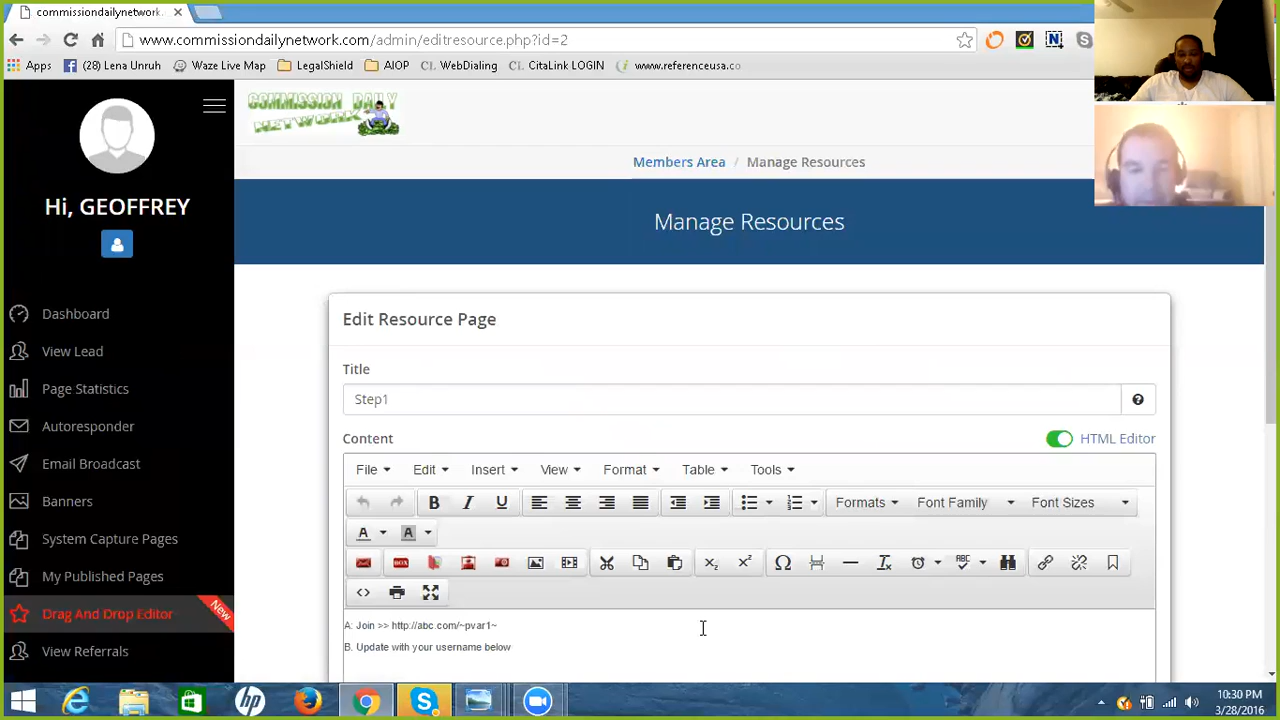 commissiondailynetwork.
www.commissiondailynetwork.com/admin/editresource.php?id=2
Apps (28) Lena Unruh Waze Live Map LegalShield AIOP WebDialing CitaLink LOGIN www.referenceusa.co
COMMISSION DAILY
NETWORK
Members Area / Manage Resources
Hi, GEOFFREY
Manage Resources
Dashboard
View Lead
Page Statistics
Autoresponder
Email Broadcast
Banners
System Capture Pages
My Published Pages
Drag And Drop Editor New
View Referrals
Edit Resource Page
Title
Step1
Content HTML Editor
File Edit Insert View Format Table Tools
B I U Formats Font Family Font Sizes
A A
A: Join >> http://abc.com/~pvar1~
B. Update with your username below
10:30 PM
3/28/2016